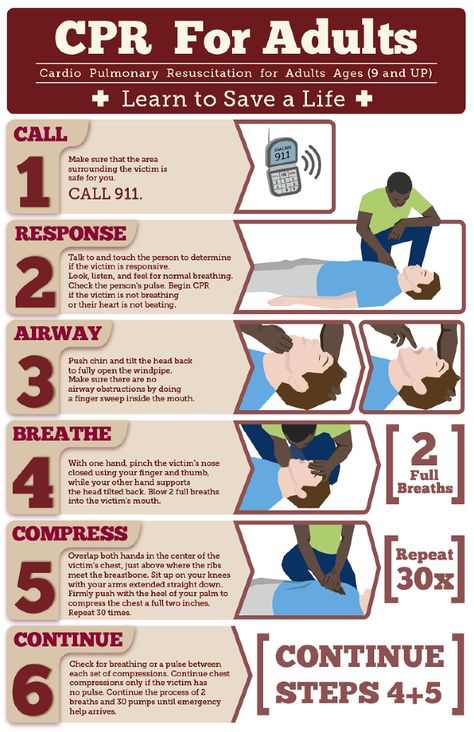 CPR For Adults
Cardio Pulmonary Resuscitation for Adults Ages (9 and UP)
Learn to Save a Life
CALL
1
Make sure that the area
surrounding the victim is
safe for you.
CALL 911.
DIALING
911
RESPONSE
2
Talk to and touch the person to determine
if the victim is responsive.
Look, listen, and feel for normal breathing.
Check the person's pulse. Begin CPR
if the victim is not breathing
or their heart is not beating.
AIRWAY
3
Push chin and tilt the head back
to fully open the windpipe.
Make sure there are no
airway obstructions by doing
a finger sweep inside the mouth.
BREATHE
4
With one hand, pinch the victim's nose
closed using your finger and thumb,
while your other hand supports
the head tilted back. Blow 2 full breaths
into the victim's mouth.
2
Full
Breaths
COMPRESS
5
Overlap both hands in the center of the
victim's chest, just above where the ribs
meet the breastbone. Sit up on your knees
with your arms extended straight down.
Firmly push with the heel of your palm to
compress the chest a full two inches.
Repeat 30 times.
Repeat
30x
CONTINUE
6
Check for breathing or a pulse between
each set of compressions. Continue chest
compressions only if the victim has
no pulse. Continue the process of 2
breaths and 30 pumps until emergency
help arrives.
CONTINUE
STEPS 4+5